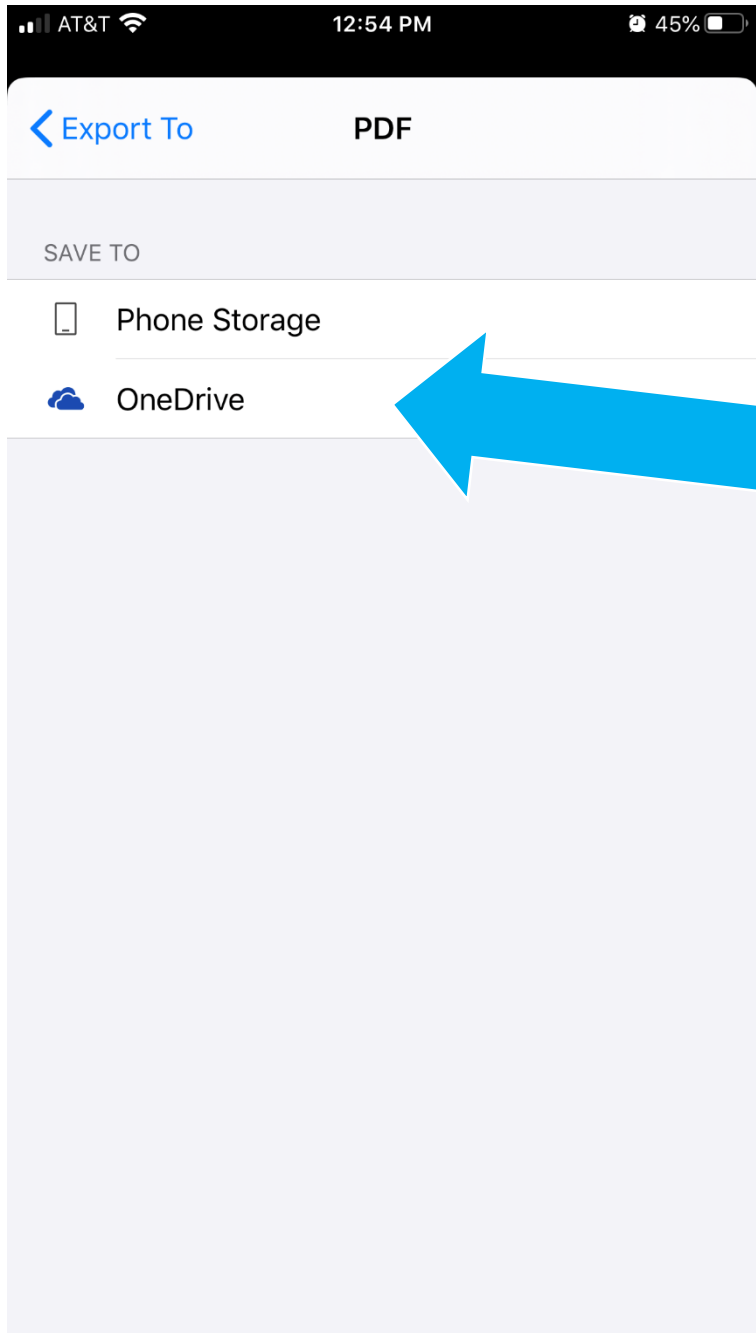 AT&T 12:54 PM 45%
Export To PDF
SAVE TO
Phone Storage
OneDrive